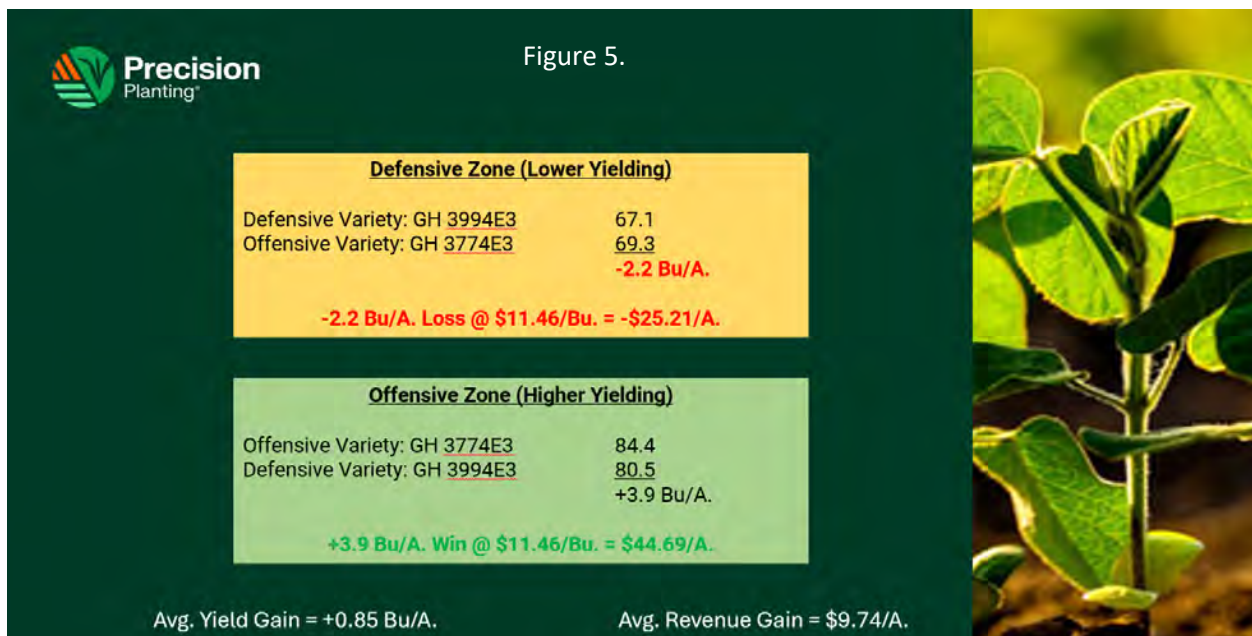 Precision
Planting®
Figure 5.
Defensive Zone (Lower Yielding)
Defensive Variety: GH 3994E3 67.1
Offensive Variety: GH 3774E3 69.3
-2.2 Bu/A.
-2.2 Bu/A. Loss @ $11.46/Bu. = -$25.21/A.
Offensive Zone (Higher Yielding)
Offensive Variety: GH 3774E3 84.4
Defensive Variety: GH 3994E3 80.5
+3.9 Bu/A.
+3.9 Bu/A. Win @ $11.46/Bu. = $44.69/A.
Avg. Yield Gain = +0.85 Bu/A. Avg. Revenue Gain = $9.74/A.